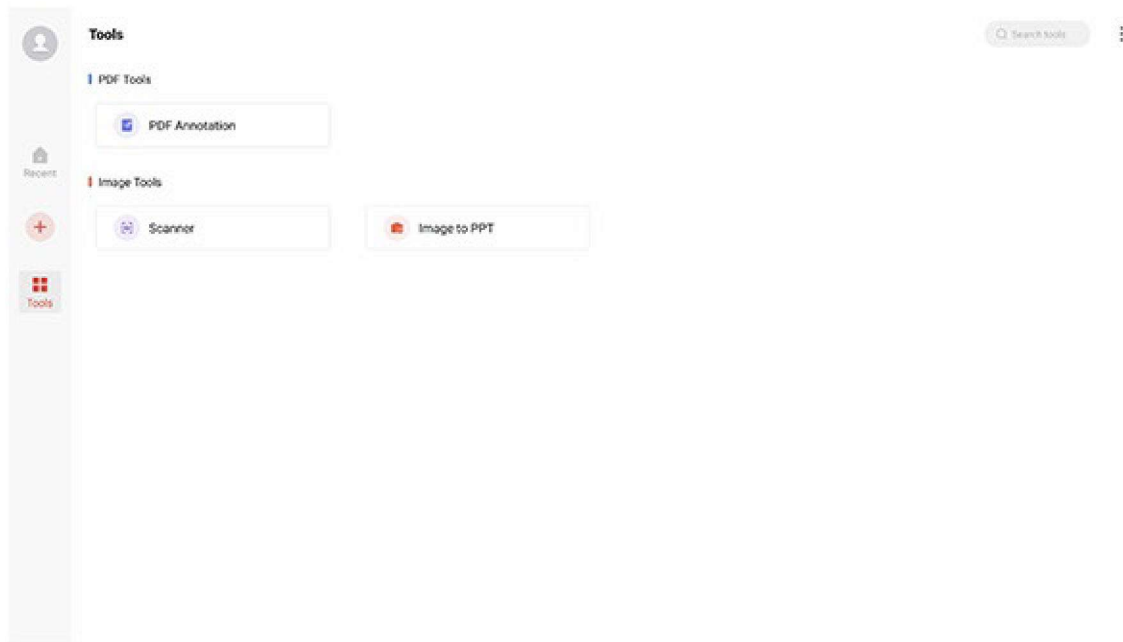 Tools
Search tools
PDF Tools
PDF Annotation
Recent
Image Tools
Scanner
Image to PPT
Tools